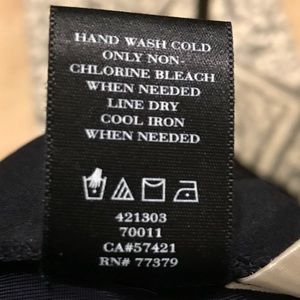 HAND WASH COLD
ONLY NON-
CHLORINE BLEACH
WHEN NEEDED
LINE DRY
COOL IRON
WHEN NEEDED
421303
70011
CA#57421
RN# 77379